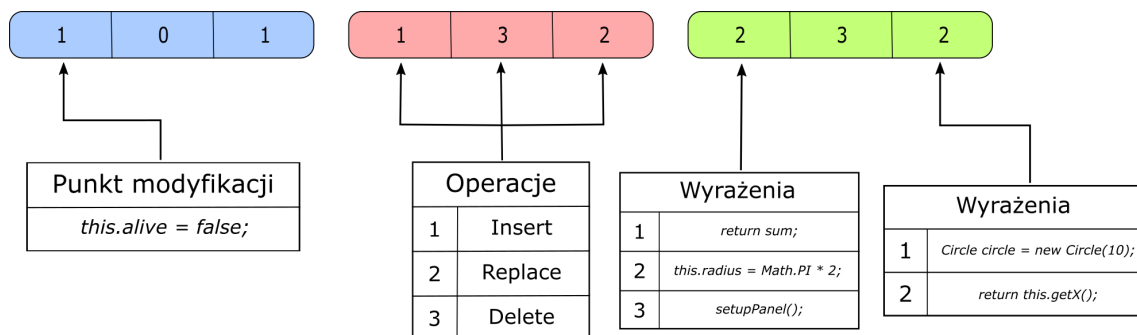 1 0 1
1 3 2
2 3 2
Punkt modyfikacji
this.alive = false;
Operacje
1 Insert
2 Replace
3 Delete
Wyrażenia
1 return sum;
2 this.radius = Math.PI * 2;
3 setupPanel();
Wyrażenia
1 Circle circle = new Circle(10);
2 return this.getX();